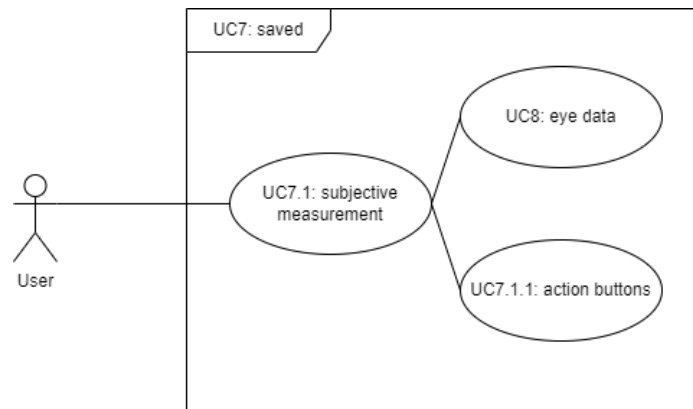 UC7: saved
UC8: eye data
UC7.1: subjective
measurement
User
UC7.1.1: action buttons